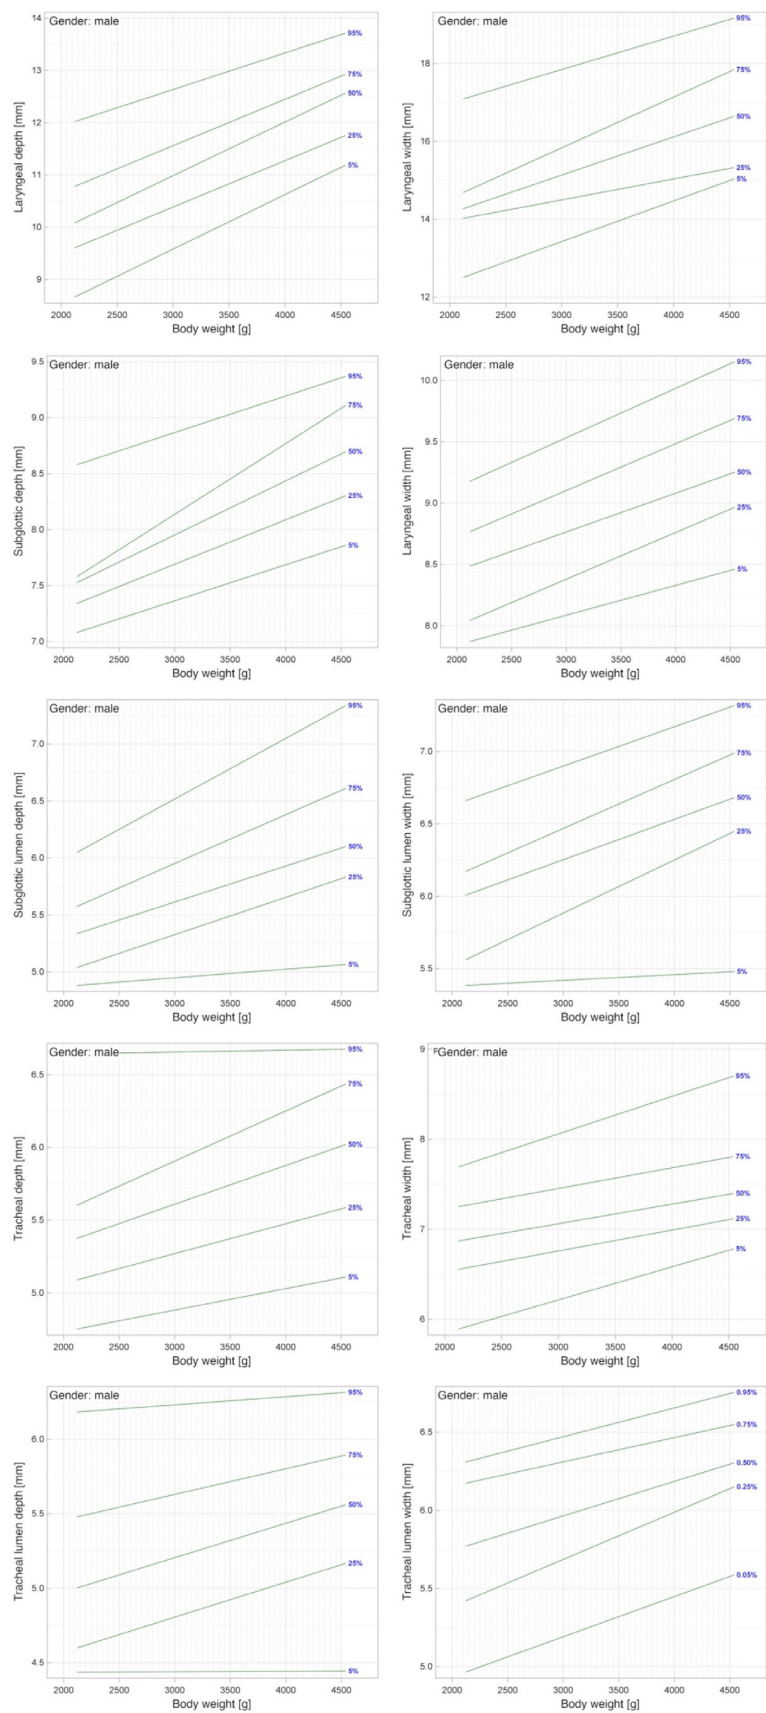 Gender: male
Laryngeal depth [mm]
14
13
12
11
10
9
95%
75%
50%
25%
5%
2000 2500 3000 3500 4000 4500
Body weight [g]
Gender: male
Laryngeal width [mm]
18
16
14
12
95%
75%
50%
25%
5%
2000 2500 3000 3500 4000 4500
Body weight [g]
Gender: male
Subglottic depth [mm]
9.5
9.0
8.5
8.0
7.5
7.0
95%
75%
50%
25%
5%
2000 2500 3000 3500 4000 4500
Body weight [g]
Gender: male
Laryngeal width [mm]
10.0
9.5
9.0
8.5
8.0
95%
75%
50%
25%
5%
2000 2500 3000 3500 4000 4500
Body weight [g]
Gender: male
Subglottic lumen depth [mm]
7.0
6.5
6.0
5.5
5.0
95%
75%
50%
25%
5%
2000 2500 3000 3500 4000 4500
Body weight [g]
Gender: male
Subglottic lumen width [mm]
7.0
6.5
6.0
5.5
95%
75%
50%
25%
5%
2000 2500 3000 3500 4000 4500
Body weight [g]
Gender: male
Tracheal depth [mm]
6.5
6.0
5.5
5.0
95%
75%
50%
25%
5%
2000 2500 3000 3500 4000 4500
Body weight [g]
Gender: male
Tracheal width [mm]
9
8
7
6
95%
75%
50%
25%
5%
2000 2500 3000 3500 4000 4500
Body weight [g]
Gender: male
Tracheal lumen depth [mm]
6.0
5.5
5.0
4.5
95%
75%
50%
25%
5%
2000 2500 3000 3500 4000 4500
Body weight [g]
Gender: male
Tracheal lumen width [mm]
6.5
6.0
5.5
5.0
0.95%
0.75%
0.50%
0.25%
0.05%
2000 2500 3000 3500 4000 4500
Body weight [g]